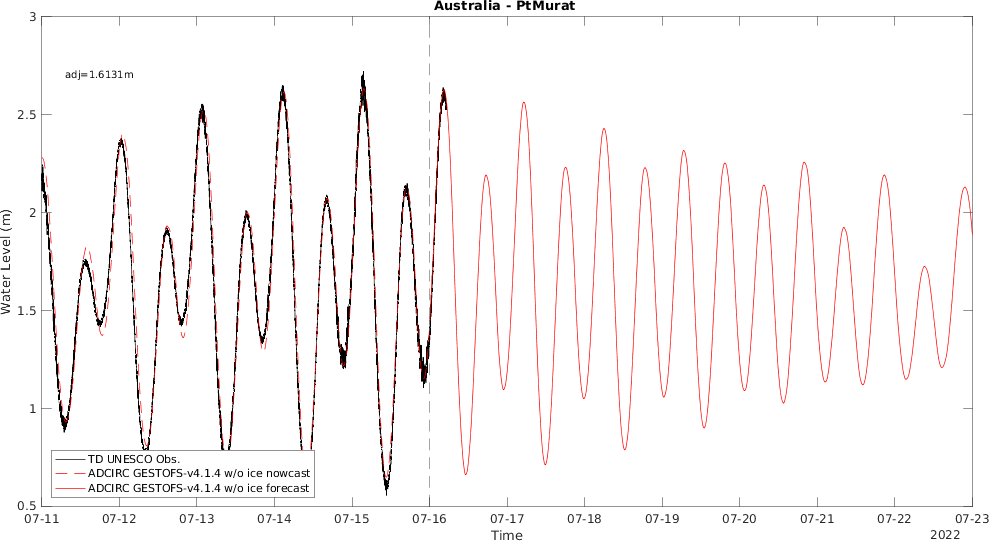 Australia - PtMurat
adj=1.6131m
3
2.5
2
1.5
1
0.5
Water Level (m)
TD UNESCO Obs.
ADCIRC GESTOFS-v4.1.4 w/o ice nowcast
ADCIRC GESTOFS-v4.1.4 w/o ice forecast
07-11 07-12 07-13 07-14 07-15 07-16 07-17 07-18 07-19 07-20 07-21 07-22 07-23
Time
2022